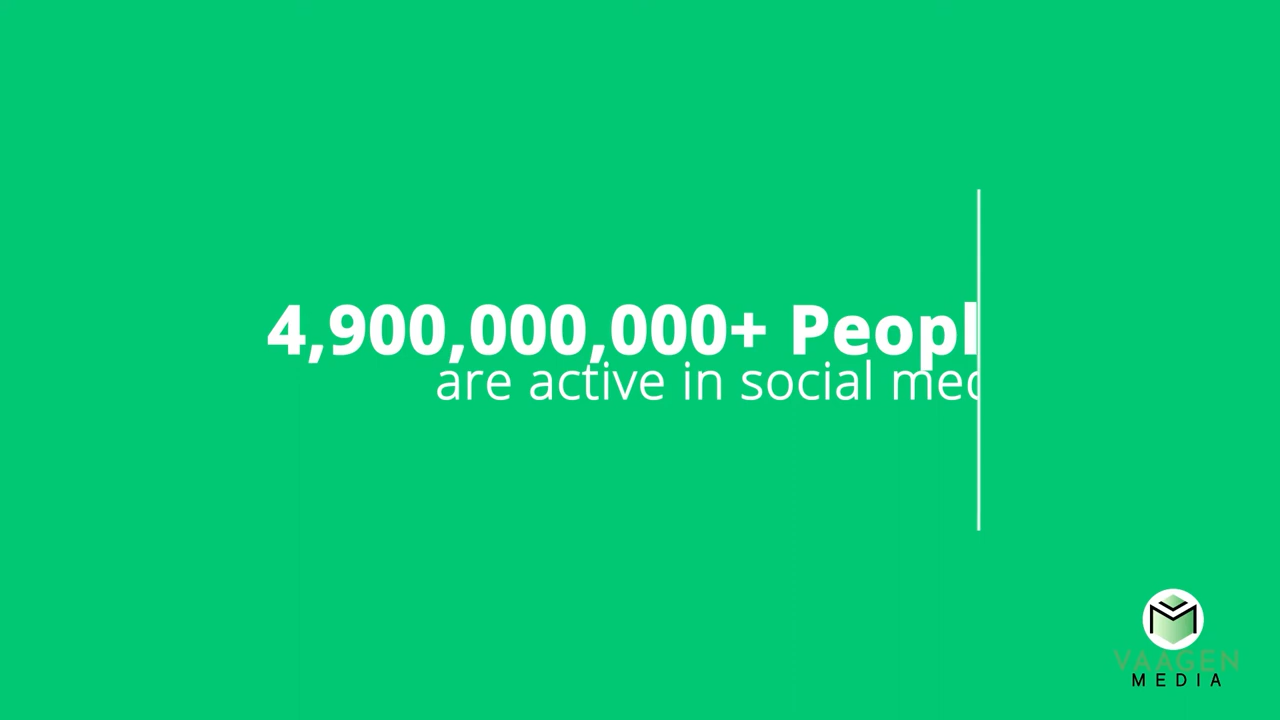 4,900,000,000+ Peopl
are active in social med
VAAGEN
MEDIA